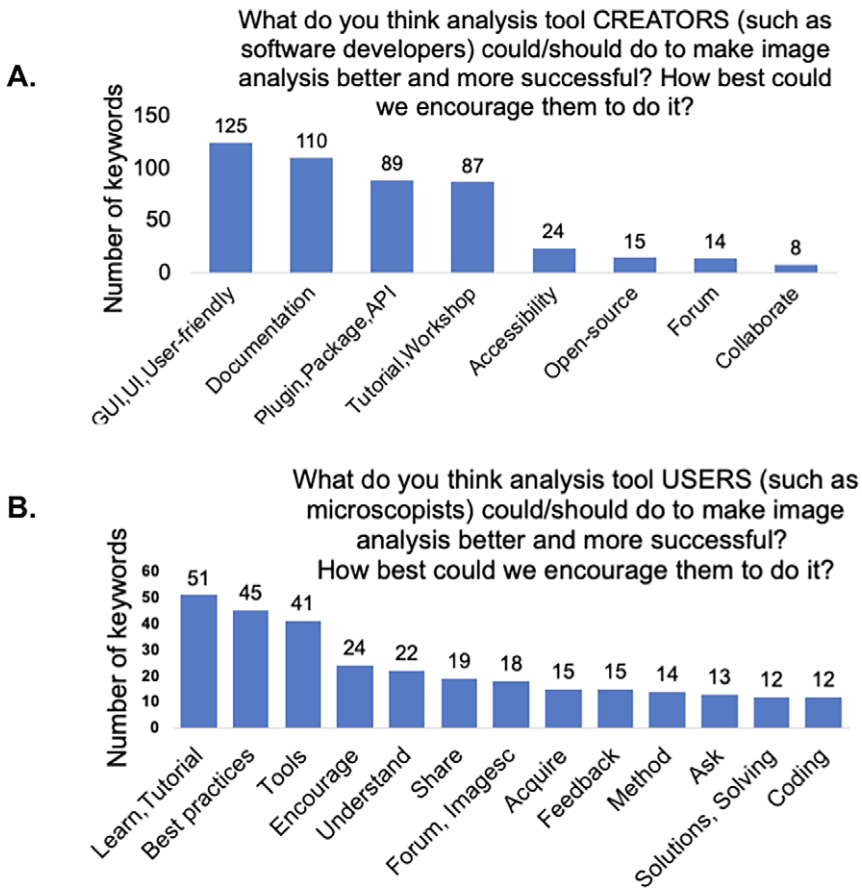 A.
What do you think analysis tool CREATORS (such as
software developers) could/should do to make image
analysis better and more successful? How best could
we encourage them to do it?
Number of keywords
150
100
50
0
125
110
89
87
24
15
14
8
GUI,UI,User-friendly
Documentation
Plugin,Package,API
Tutorial,Workshop
Accessibility
Open-source
Forum
Collaborate
B.
What do you think analysis tool USERS (such as
microscopists) could/should do to make image
analysis better and more successful?
How best could we encourage them to do it?
Number of keywords
60
50
40
30
20
10
0
51
45
41
24
22
19
18
15
15
14
13
12
12
Learn,Tutorial
Best practices
Tools
Encourage
Understand
Share
Forum, Imagesc
Acquire
Feedback
Method
Ask
Solutions, Solving
Coding